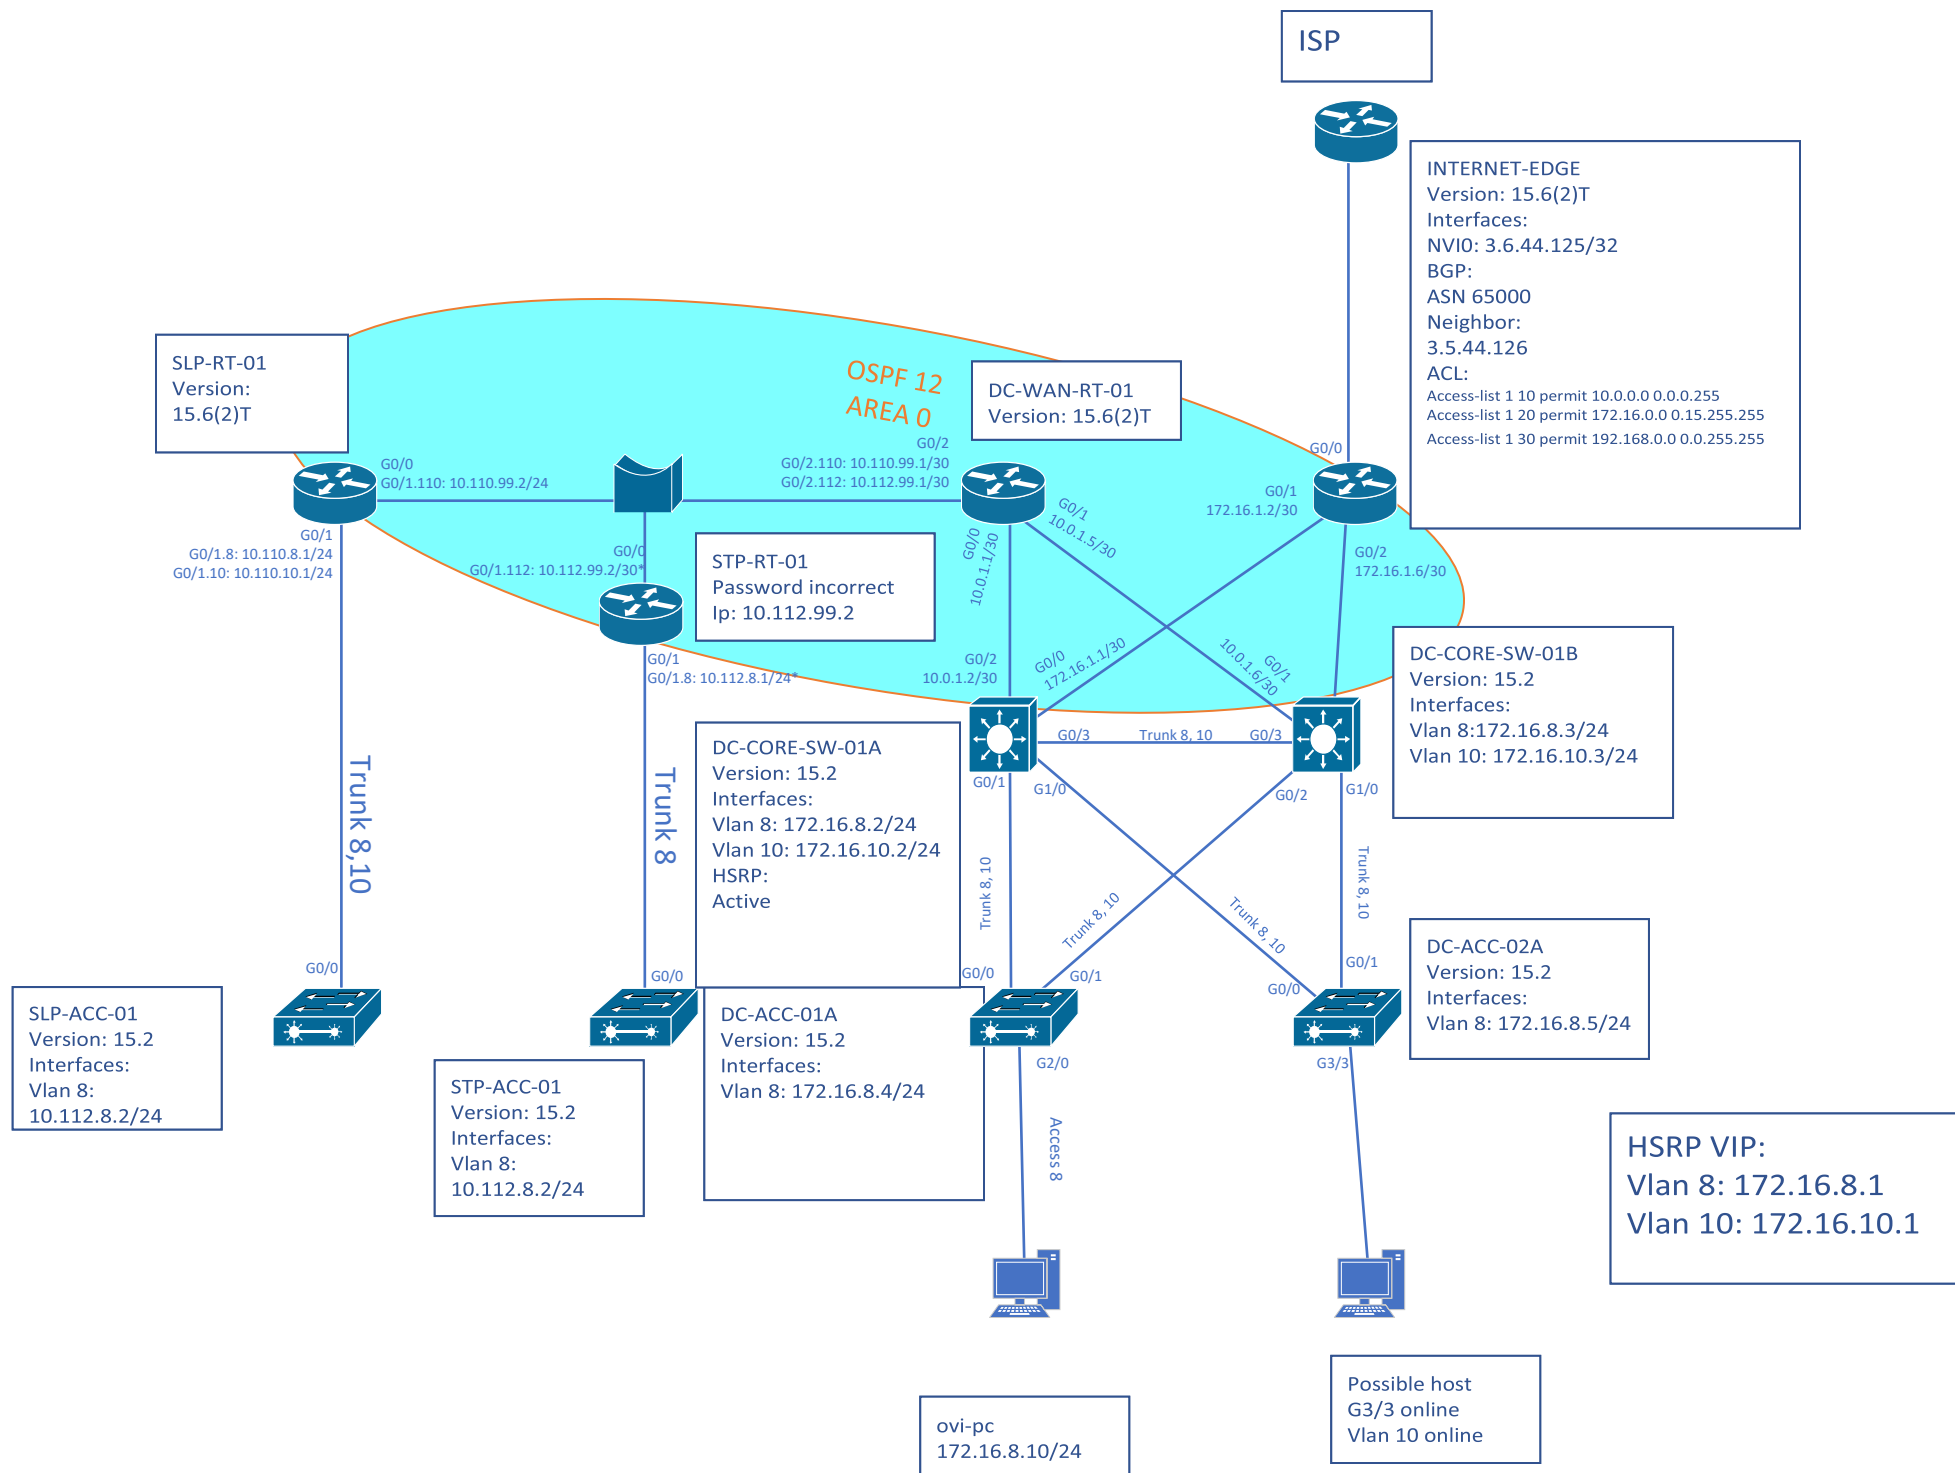 ISP
INTERNET-EDGE
Version: 15.6(2)T
Interfaces:
NVI0: 3.6.44.125/32
BGP:
ASN 65000
Neighbor:
3.5.44.126
ACL:
Access-list 1 10 permit 10.0.0.0 0.0.0.255
Access-list 1 20 permit 172.16.0.0 0.15.255.255
Access-list 1 30 permit 192.168.0.0 0.0.255.255
SLP-RT-01
Version:
15.6(2)T
OSPF 12
AREA 0
DC-WAN-RT-01
Version: 15.6(2)T
G0/0
G0/1.110: 10.110.99.2/24
G0/2
G0/2.110: 10.110.99.1/30
G0/2.112: 10.112.99.1/30
G0/0
G0/1
172.16.1.2/30
G0/1
10.0.1.5/30
G0/0
10.0.1.1/30
G0/2
172.16.1.6/30
G0/1
G0/1.8: 10.110.8.1/24
G0/1.10: 10.110.10.1/24
G0/0
G0/1.112: 10.112.99.2/30*
STP-RT-01
Password incorrect
Ip: 10.112.99.2
G0/1
G0/1.8: 10.112.8.1/24*
G0/2
10.0.1.2/30
G0/0
172.16.1.1/30
G0/1
10.0.1.6/30
DC-CORE-SW-01B
Version: 15.2
Interfaces:
Vlan 8:172.16.8.3/24
Vlan 10: 172.16.10.3/24
DC-CORE-SW-01A
Version: 15.2
Interfaces:
Vlan 8: 172.16.8.2/24
Vlan 10: 172.16.10.2/24
HSRP:
Active
G0/3
Trunk 8, 10
G0/3
G0/1
G1/0
G0/2
G1/0
Trunk 8,10
Trunk 8
Trunk 8, 10
Trunk 8, 10
Trunk 8, 10
Trunk 8, 10
G0/0
G0/0
G0/0
G0/1
G0/0
G0/1
DC-ACC-02A
Version: 15.2
Interfaces:
Vlan 8: 172.16.8.5/24
SLP-ACC-01
Version: 15.2
Interfaces:
Vlan 8:
10.112.8.2/24
STP-ACC-01
Version: 15.2
Interfaces:
Vlan 8:
10.112.8.2/24
DC-ACC-01A
Version: 15.2
Interfaces:
Vlan 8: 172.16.8.4/24
G2/0
G3/3
Access 8
HSRP VIP:
Vlan 8: 172.16.8.1
Vlan 10: 172.16.10.1
ovi-pc
172.16.8.10/24
Possible host
G3/3 online
Vlan 10 online